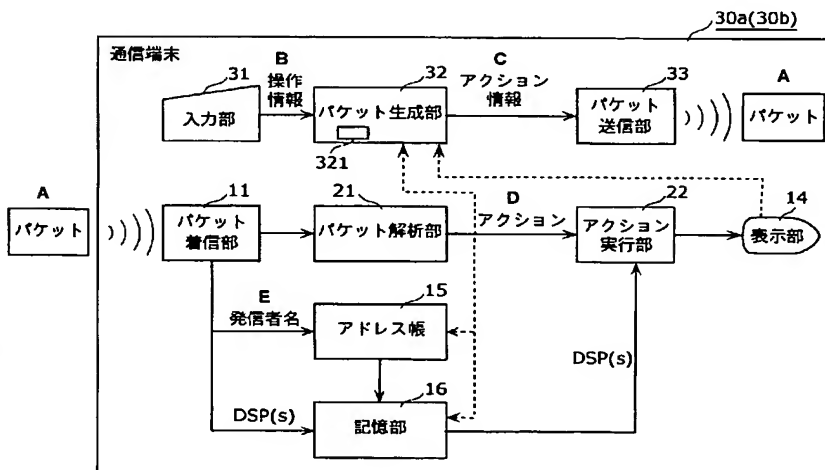 30a(30b)
通信端末
31
入力部
B
操作
情報
32
パケット生成部
321
C
アクション
情報
33
パケット
送信部
A
パケット
A
パケット
11
パケット
着信部
21
パケット解析部
D
アクション
22
アクション
実行部
14
表示部
E
発信者名
15
アドレス帳
DSP(s)
16
記憶部
DSP(s)